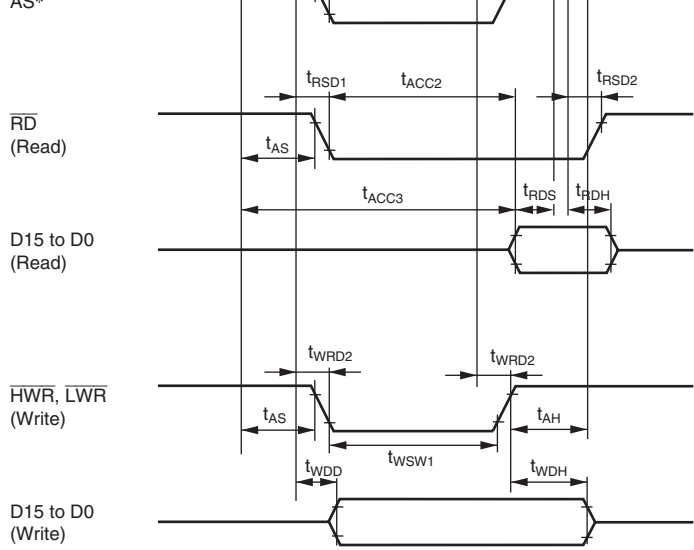 AS*
tRSD1 tACC2 tRSD2
RD
(Read)
tAS
tACC3 tRDS tRDH
D15 to D0
(Read)
tWRD2 tWRD2
HWR, LWR
(Write)
tAS tAH
tWSW1
tWDD tWDH
D15 to D0
(Write)